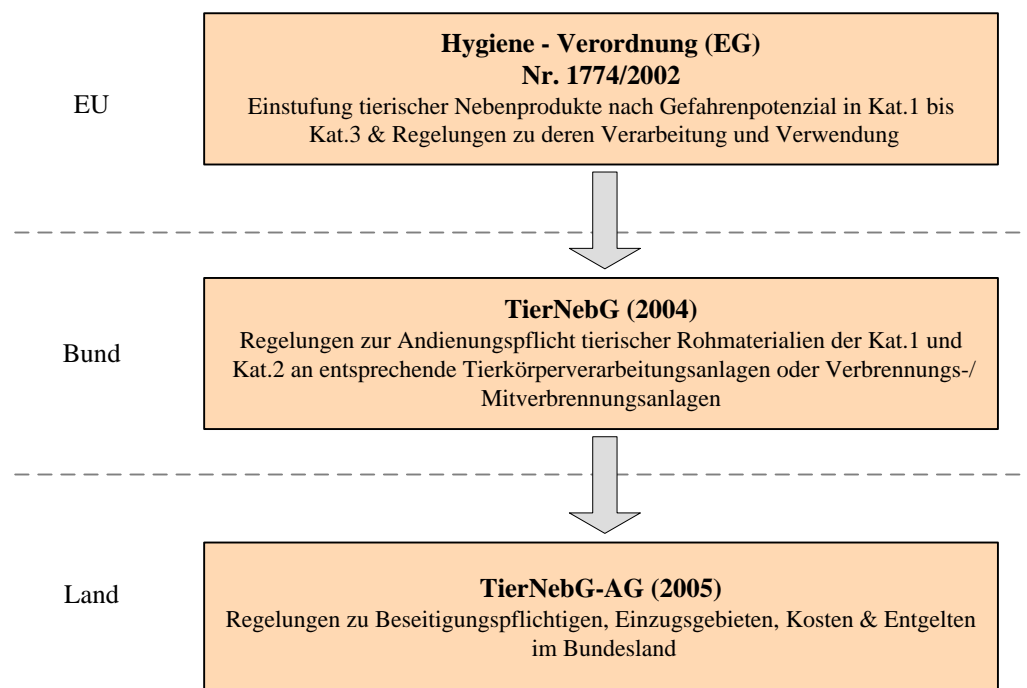 EU
Hygiene - Verordnung (EG)
Nr. 1774/2002
Einstufung tierischer Nebenprodukte nach Gefahrenpotenzial in Kat.1 bis
Kat.3 & Regelungen zu deren Verarbeitung und Verwendung
Bund
TierNebG (2004)
Regelungen zur Andienungspflicht tierischer Rohmaterialien der Kat.1 und
Kat.2 an entsprechende Tierkörperverarbeitungsanlagen oder Verbrennungs-/
Mitverbrennungsanlagen
Land
TierNebG-AG (2005)
Regelungen zu Beseitigungspflichtigen, Einzugsgebieten, Kosten & Entgelten
im Bundesland